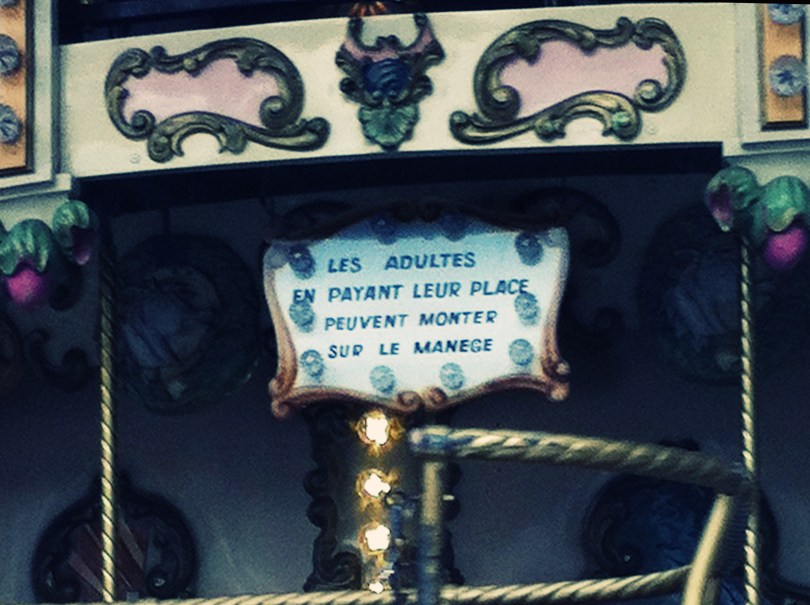 LES ADULTES
EN PAYANT LEUR PLACE
PEUVENT MONTER
SUR LE MANEGE